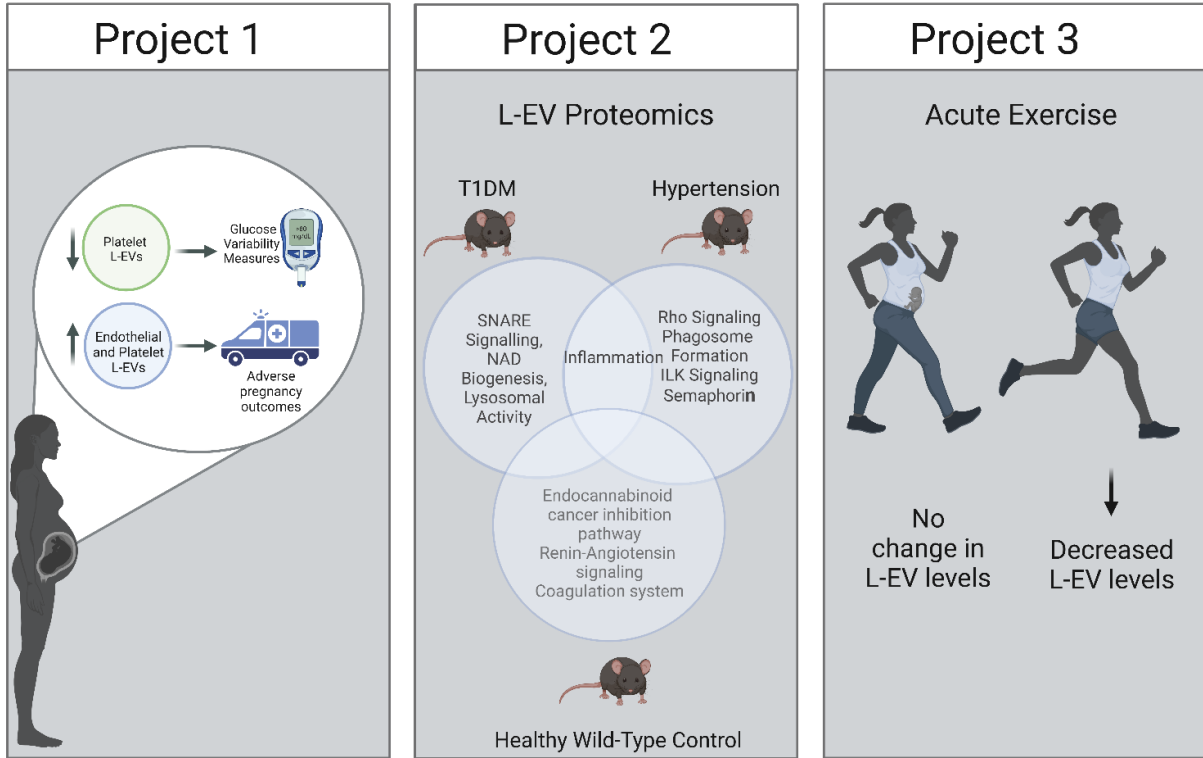 Project 1
Platelet
L-EVs
Glucose
Variability
Measures
mg/dL
Endothelial
and Platelet
L-EVs
Adverse
pregnancy
outcomes
Project 2
L-EV Proteomics
T1DM
Hypertension
SNARE
Signalling,
NAD
Biogenesis,
Lysosomal
Activity
Inflammation
Rho Signaling
Phagosome
Formation
ILK Signaling
Semaphorin
Endocannabinoid
cancer inhibition
pathway
Renin-Angiotensin
signaling
Coagulation system
Healthy Wild-Type Control
Project 3
Acute Exercise
No
change in
L-EV levels
Decreased
L-EV levels